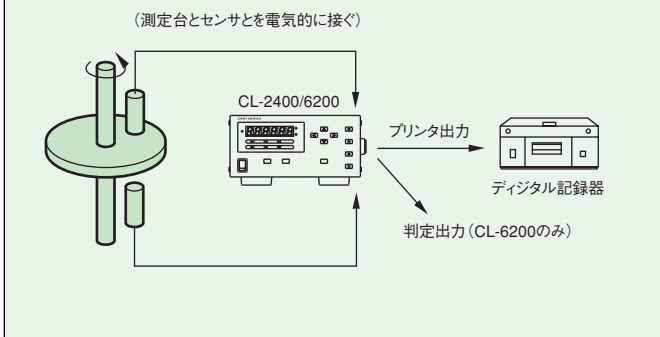 （測定台とセンサとを電気的に接ぐ）
CL-2400/6200
ONO SOKKI
プリンタ出力
ディジタル記録器
判定出力（CL-6200のみ）